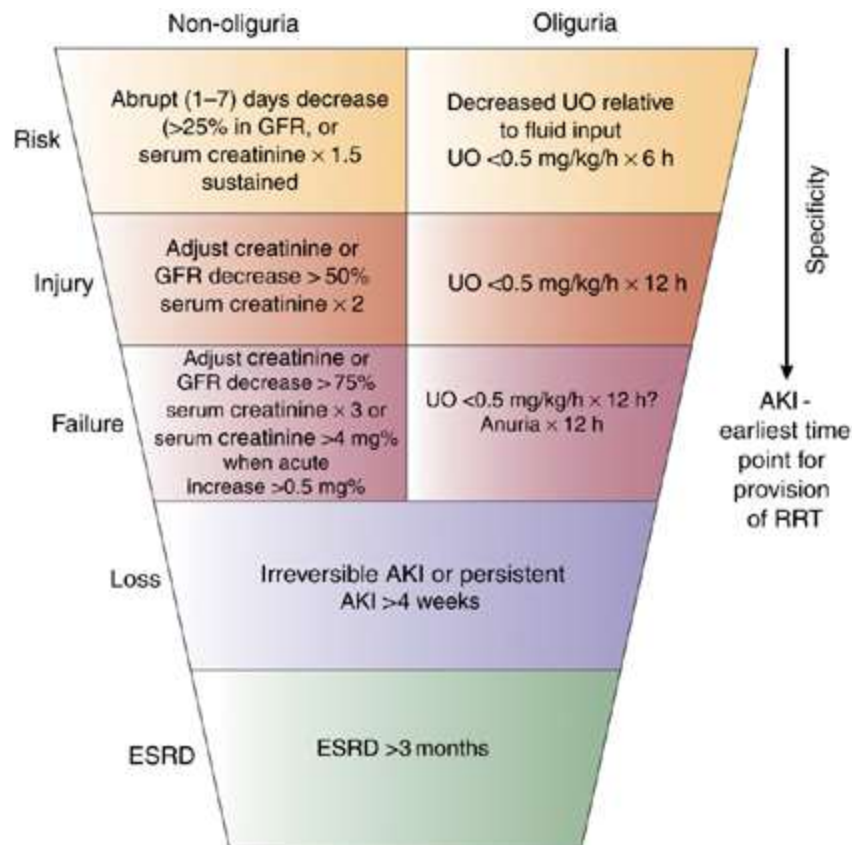 Non-oliguria
Oliguria
Risk
Abrupt (1–7) days decrease
(>25% in GFR, or
serum creatinine × 1.5
sustained
Decreased UO relative
to fluid input
UO <0.5 mg/kg/h × 6 h
Specificity
Injury
Adjust creatinine or
GFR decrease > 50%
serum creatinine × 2
UO <0.5 mg/kg/h × 12 h
Failure
Adjust creatinine or
GFR decrease > 75%
serum creatinine × 3 or
serum creatinine >4 mg%
when acute
increase >0.5 mg%
UO <0.5 mg/kg/h × 12 h?
Anuria × 12 h
AKI -
earliest time
point for
provision
of RRT
Loss
Irreversible AKI or persistent
AKI >4 weeks
ESRD
ESRD >3 months